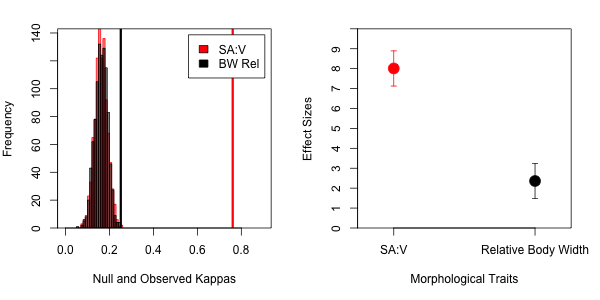 140
100
80
60
40
20
0
Frequency
SA:V
BW Rel
0.0 0.2 0.4 0.6 0.8
Null and Observed Kappas
9
8
7
6
5
4
3
2
1
0
Effect Sizes
SA:V Relative Body Width
Morphological Traits